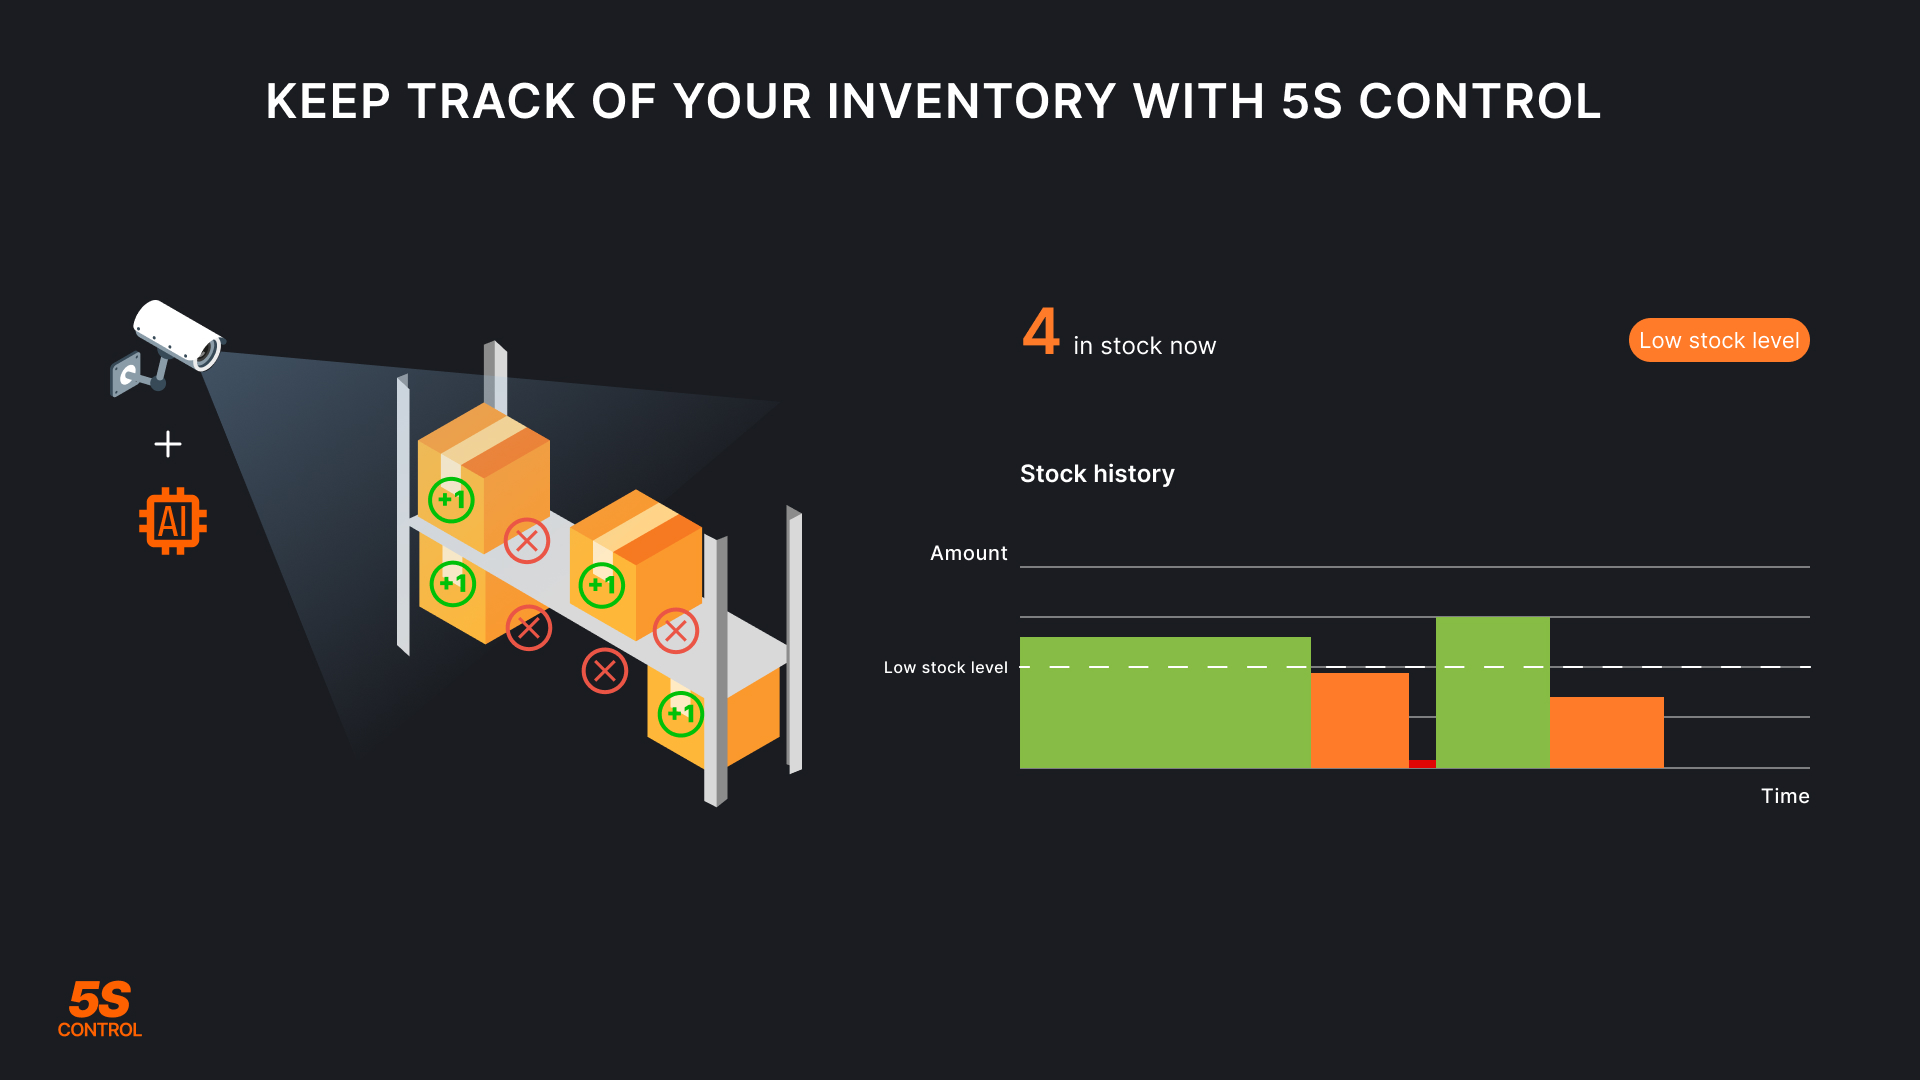 KEEP TRACK OF YOUR INVENTORY WITH 5S CONTROL
AI
+1
+1
+1
+1
4 in stock now
Low stock level
Stock history
Amount
Low stock level
Time
5S
CONTROL